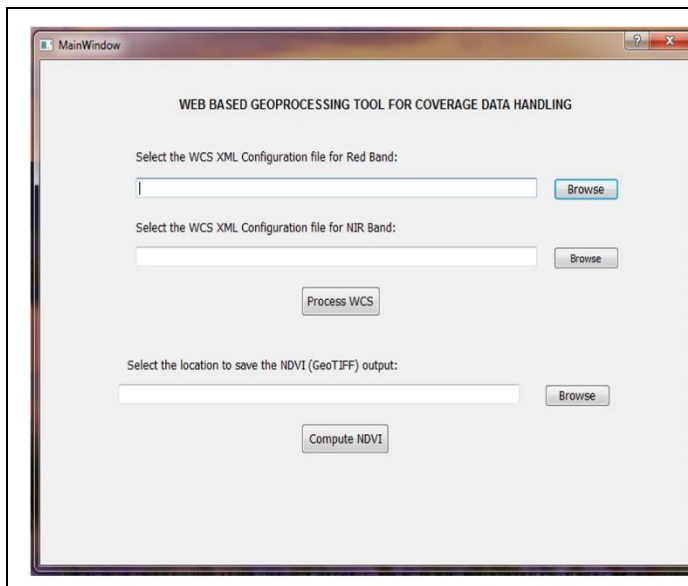 MainWindow
WEB BASED GEOPROCESSING TOOL FOR COVERAGE DATA HANDLING
Select the WCS XML Configuration file for Red Band:
Browse
Select the WCS XML Configuration file for NIR Band:
Browse
Process WCS
Select the location to save the NDVI (GeoTIFF) output:
Browse
Compute NDVI